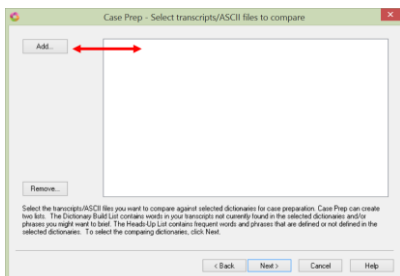 Case Prep - Select transcripts/ASCII files to compare
Add...
Remove...
Select the transcripts/ASCII files you want to compare against selected dictionaries for case preparation. Case Prep can create
two lists. The Dictionary Build List contains words in your transcripts not currently found in the selected dictionaries and/or
phrases you might want to brief. The Heads-Up List contains frequent words and phrases that are defined or not defined in the
selected dictionaries. To select the comparing dictionaries, click Next.
< Back Next > Cancel Help